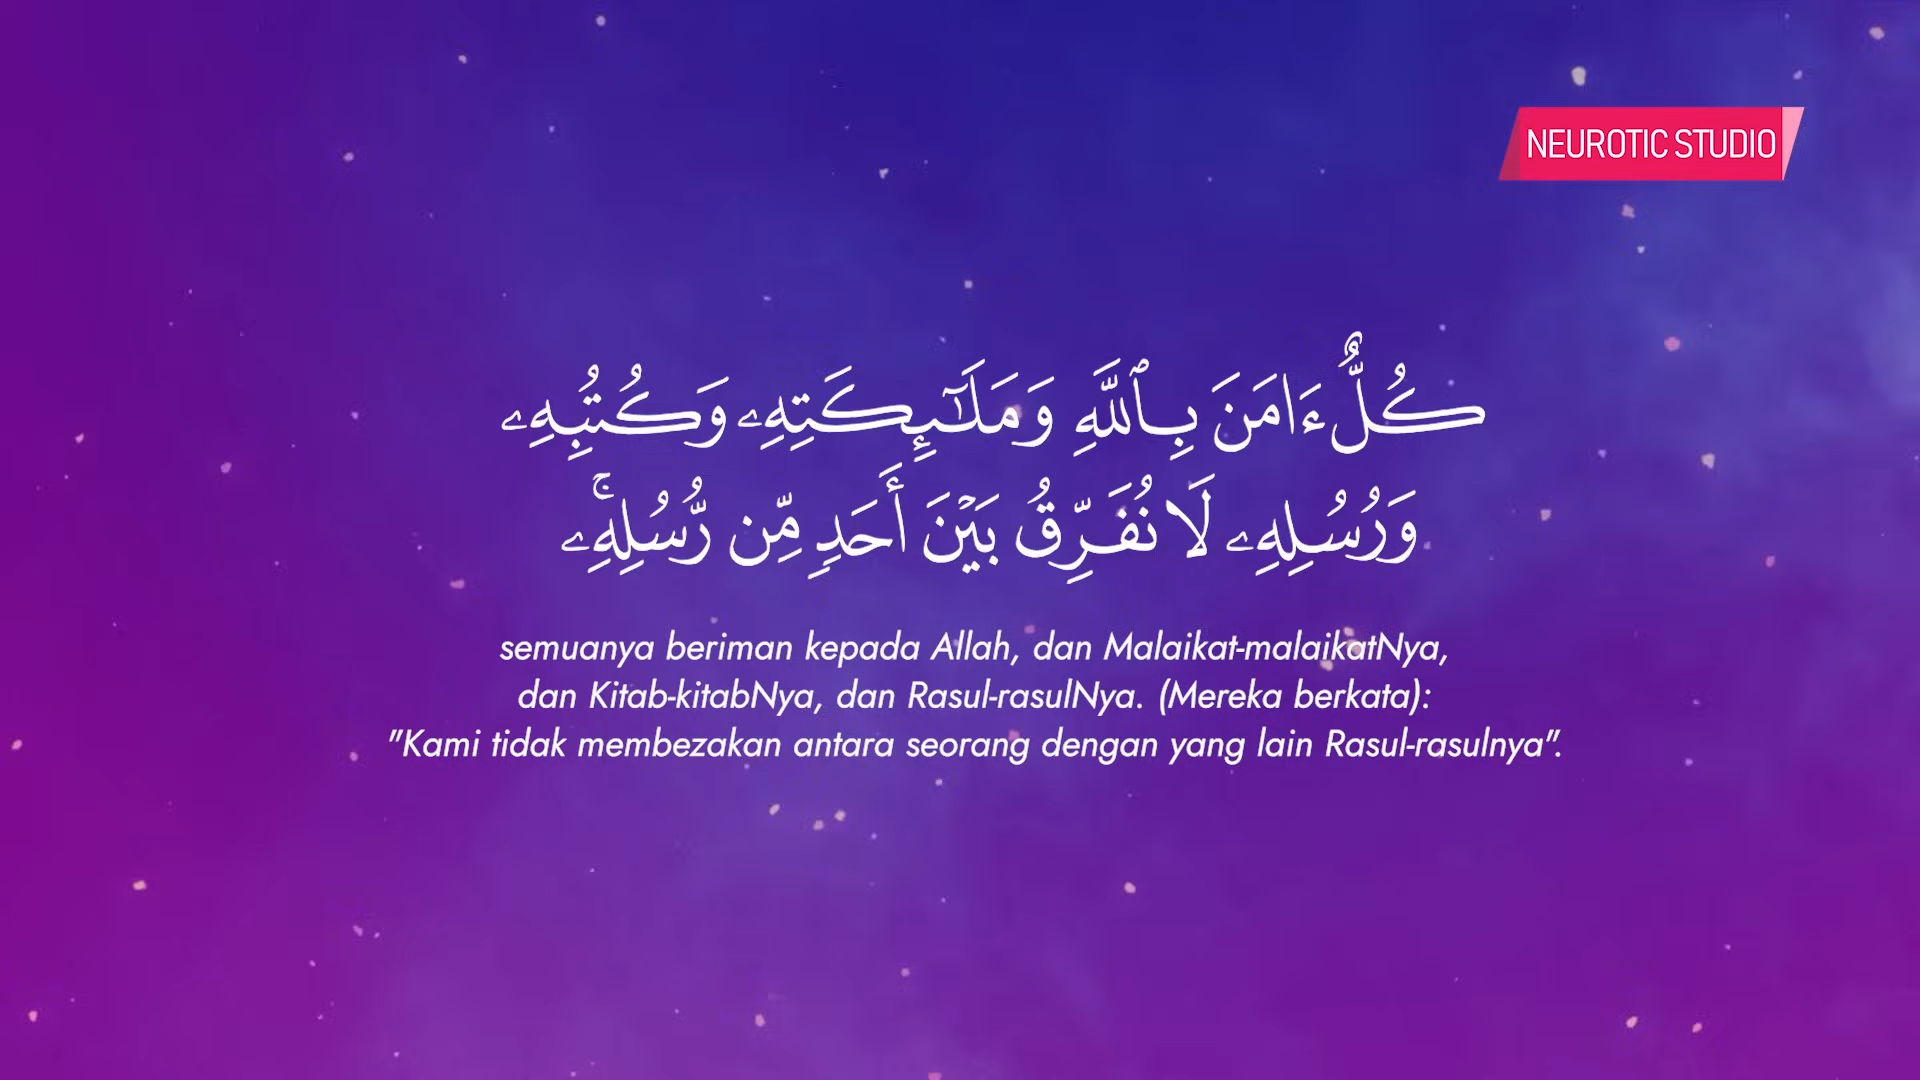 NEUROTIC STUDIO
كُلٌّ ءَامَنَ بِٱللَّهِ وَمَلَـٰٓئِكَتِهِۦ وَكُتُبِهِۦ
وَرُسُلِهِۦ لَا نُفَرِّقُ بَيْنَ أَحَدٍ مِّن رُّسُلِهِۦ ۚ
semuanya beriman kepada Allah, dan Malaikat-malaikatNya,
dan Kitab-kitabNya, dan Rasul-rasulNya. (Mereka berkata):
"Kami tidak membezakan antara seorang dengan yang lain Rasul-rasulnya".